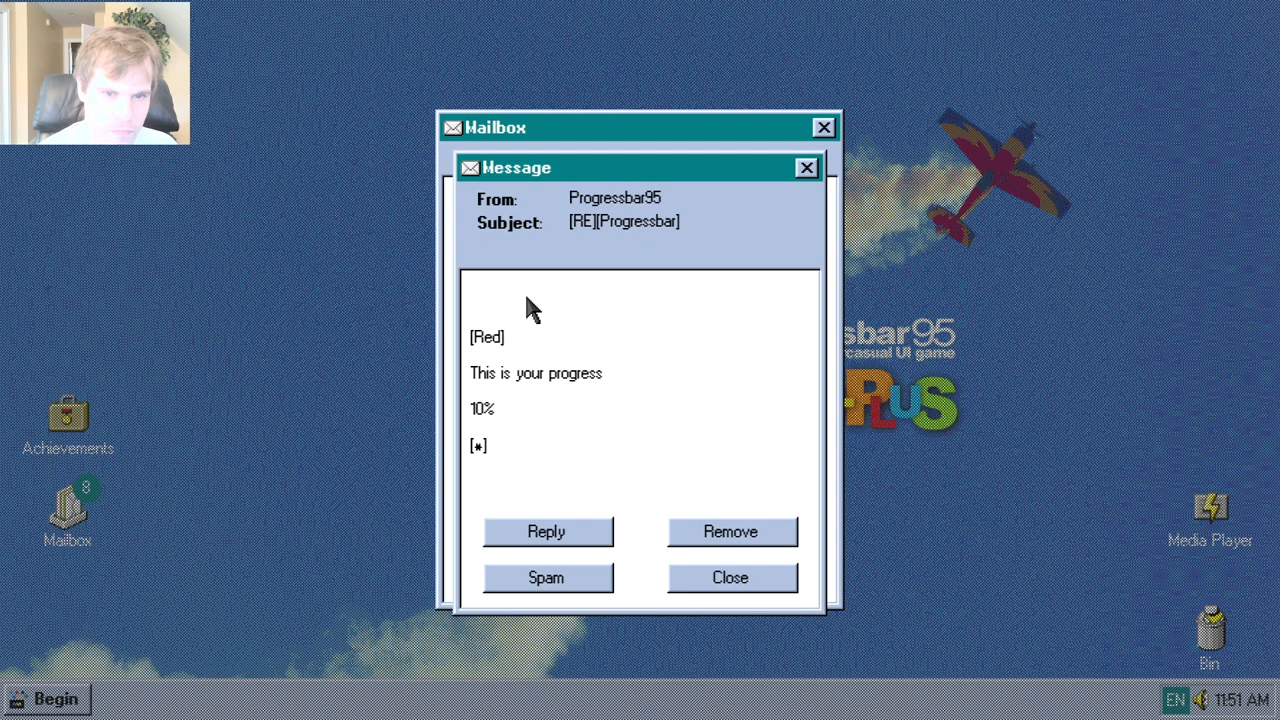 Mailbox
Message
From: Progressbar95
Subject: [RE][Progressbar]
[Red]
This is your progress
10%
[*]
Reply
Remove
Spam
Close
sbar95
casual UI game
PLUS
Achievements
8
Mailbox
Media Player
Bin
Begin
EN
11:51 AM